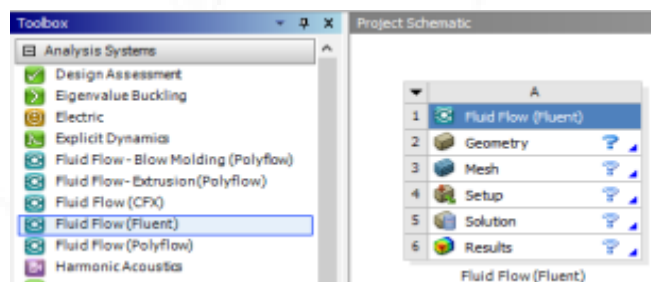 Toolbox
Analysis Systems
Design Assessment
Eigenvalue Buckling
Electric
Explicit Dynamics
Fluid Flow- Blow Molding (Polyflow)
Fluid Flow- Extrusion(Polyflow)
Fluid Flow (CFX)
Fluid Flow(Fluent)
Fluid Flow(Polyflow)
Harmonic Acoustics
Project Schematic
A
1 Fluid Flow (Fluent)
2 Geometry ?
3 Mesh ?
4 Setup ?
5 Solution ?
6 Results ?
Fluid Flow(Fluent)